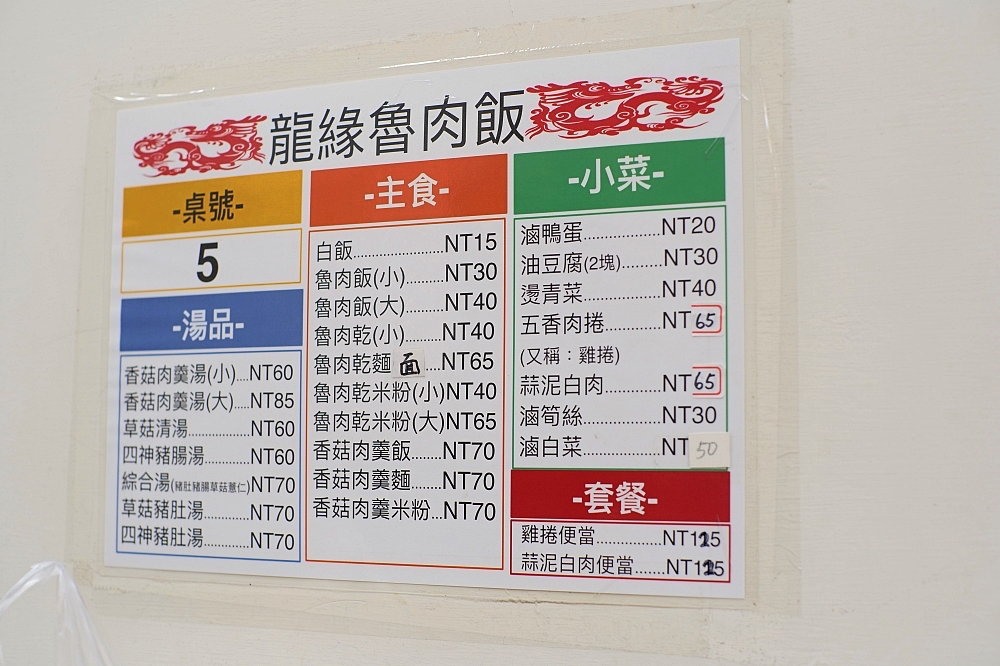 龍緣魯肉飯
-桌號-
5
-湯品-
香菇肉羹湯(小)....NT60
香菇肉羹湯(大).....NT85
草菇清湯...............NT60
四神豬腸湯............NT60
綜合湯(豬肚豬腸草菇薏仁)NT70
草菇豬肚湯............NT70
四神豬肚湯............NT70
-主食-
白飯........................NT15
魯肉飯(小)..........NT30
魯肉飯(大)..........NT40
魯肉乾(小)..........NT40
魯肉乾麵 面 ....NT65
魯肉乾米粉(小)NT40
魯肉乾米粉(大)NT65
香菇肉羹飯........NT70
香菇肉羹麵........NT70
香菇肉羹米粉...NT70
-小菜-
滷鴨蛋....................NT20
油豆腐(2塊)..........NT30
燙青菜....................NT40
五香肉捲...............NT65
(又稱：雞捲)
蒜泥白肉...............NT65
滷筍絲....................NT30
滷白菜....................NT50
-套餐-
雞捲便當.................NT125
蒜泥白肉便當.......NT125